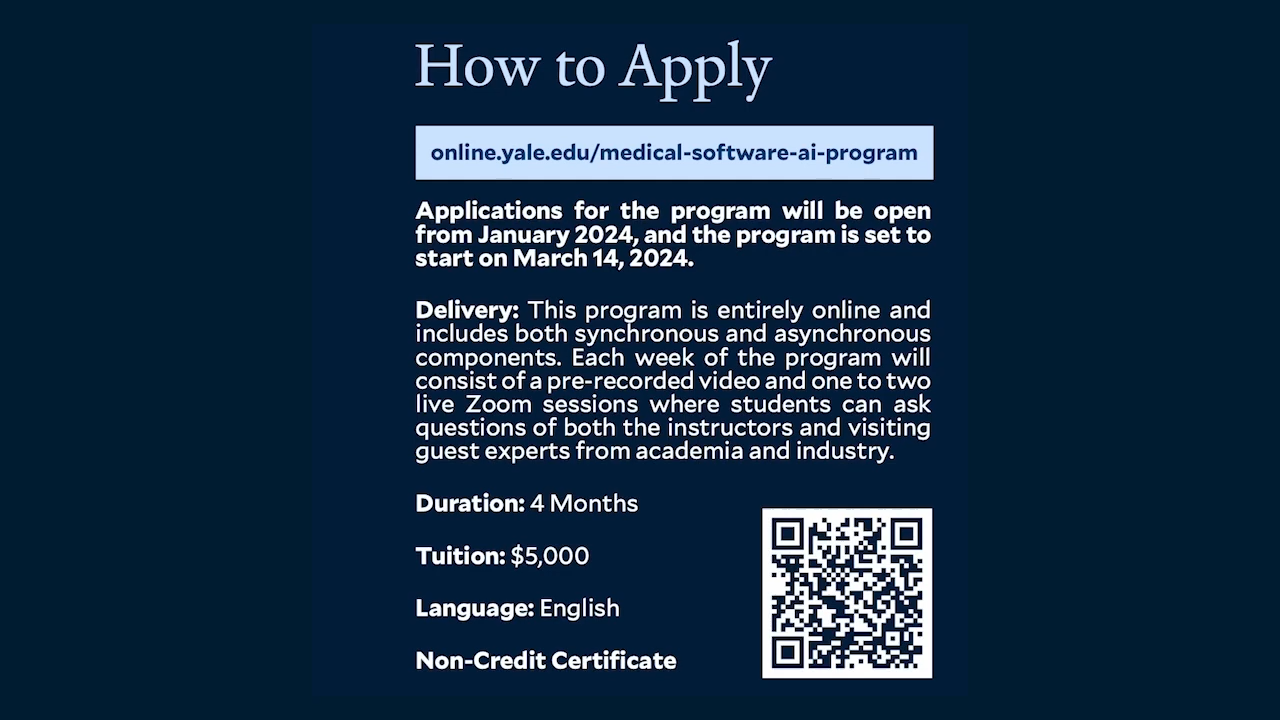 How to Apply
online.yale.edu/medical-software-ai-program
Applications for the program will be open
from January 2024, and the program is set to
start on March 14, 2024.
Delivery: This program is entirely online and
includes both synchronous and asynchronous
components. Each week of the program will
consist of a pre-recorded video and one to two
live Zoom sessions where students can ask
questions of both the instructors and visiting
guest experts from academia and industry.
Duration: 4 Months
Tuition: $5,000
Language: English
Non-Credit Certificate